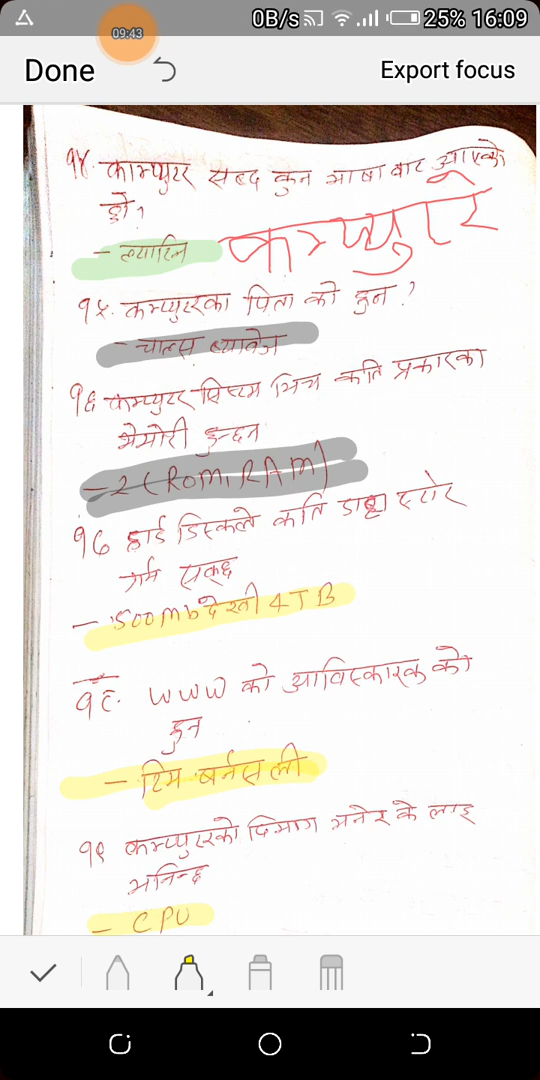 0B/s 25% 16:09
09:43
Done Export focus
१४. काम्प्युटर सब्द कुन भाषा बाट आएको
हो?
- ल्याटिन
कम्प्युटर
१५. कम्प्युटरका पिता को हुन?
- चार्ल्स ब्यावेज
१६ कम्प्युटर सिस्टम भित्र कति प्रकारका
मेमोरी हुन्छन
- २ (ROM, RAM)
१७ हार्ड डिस्कले कति डाटा स्टोर
गर्न सक्छ
- 500Mb देखी 4TB
१८. WWW को आविस्कारक को
हुन
- टिम बर्नस ली
१९ कम्प्युटरको दिमाग भनेर के लाइ
भनिन्छ
- CPU